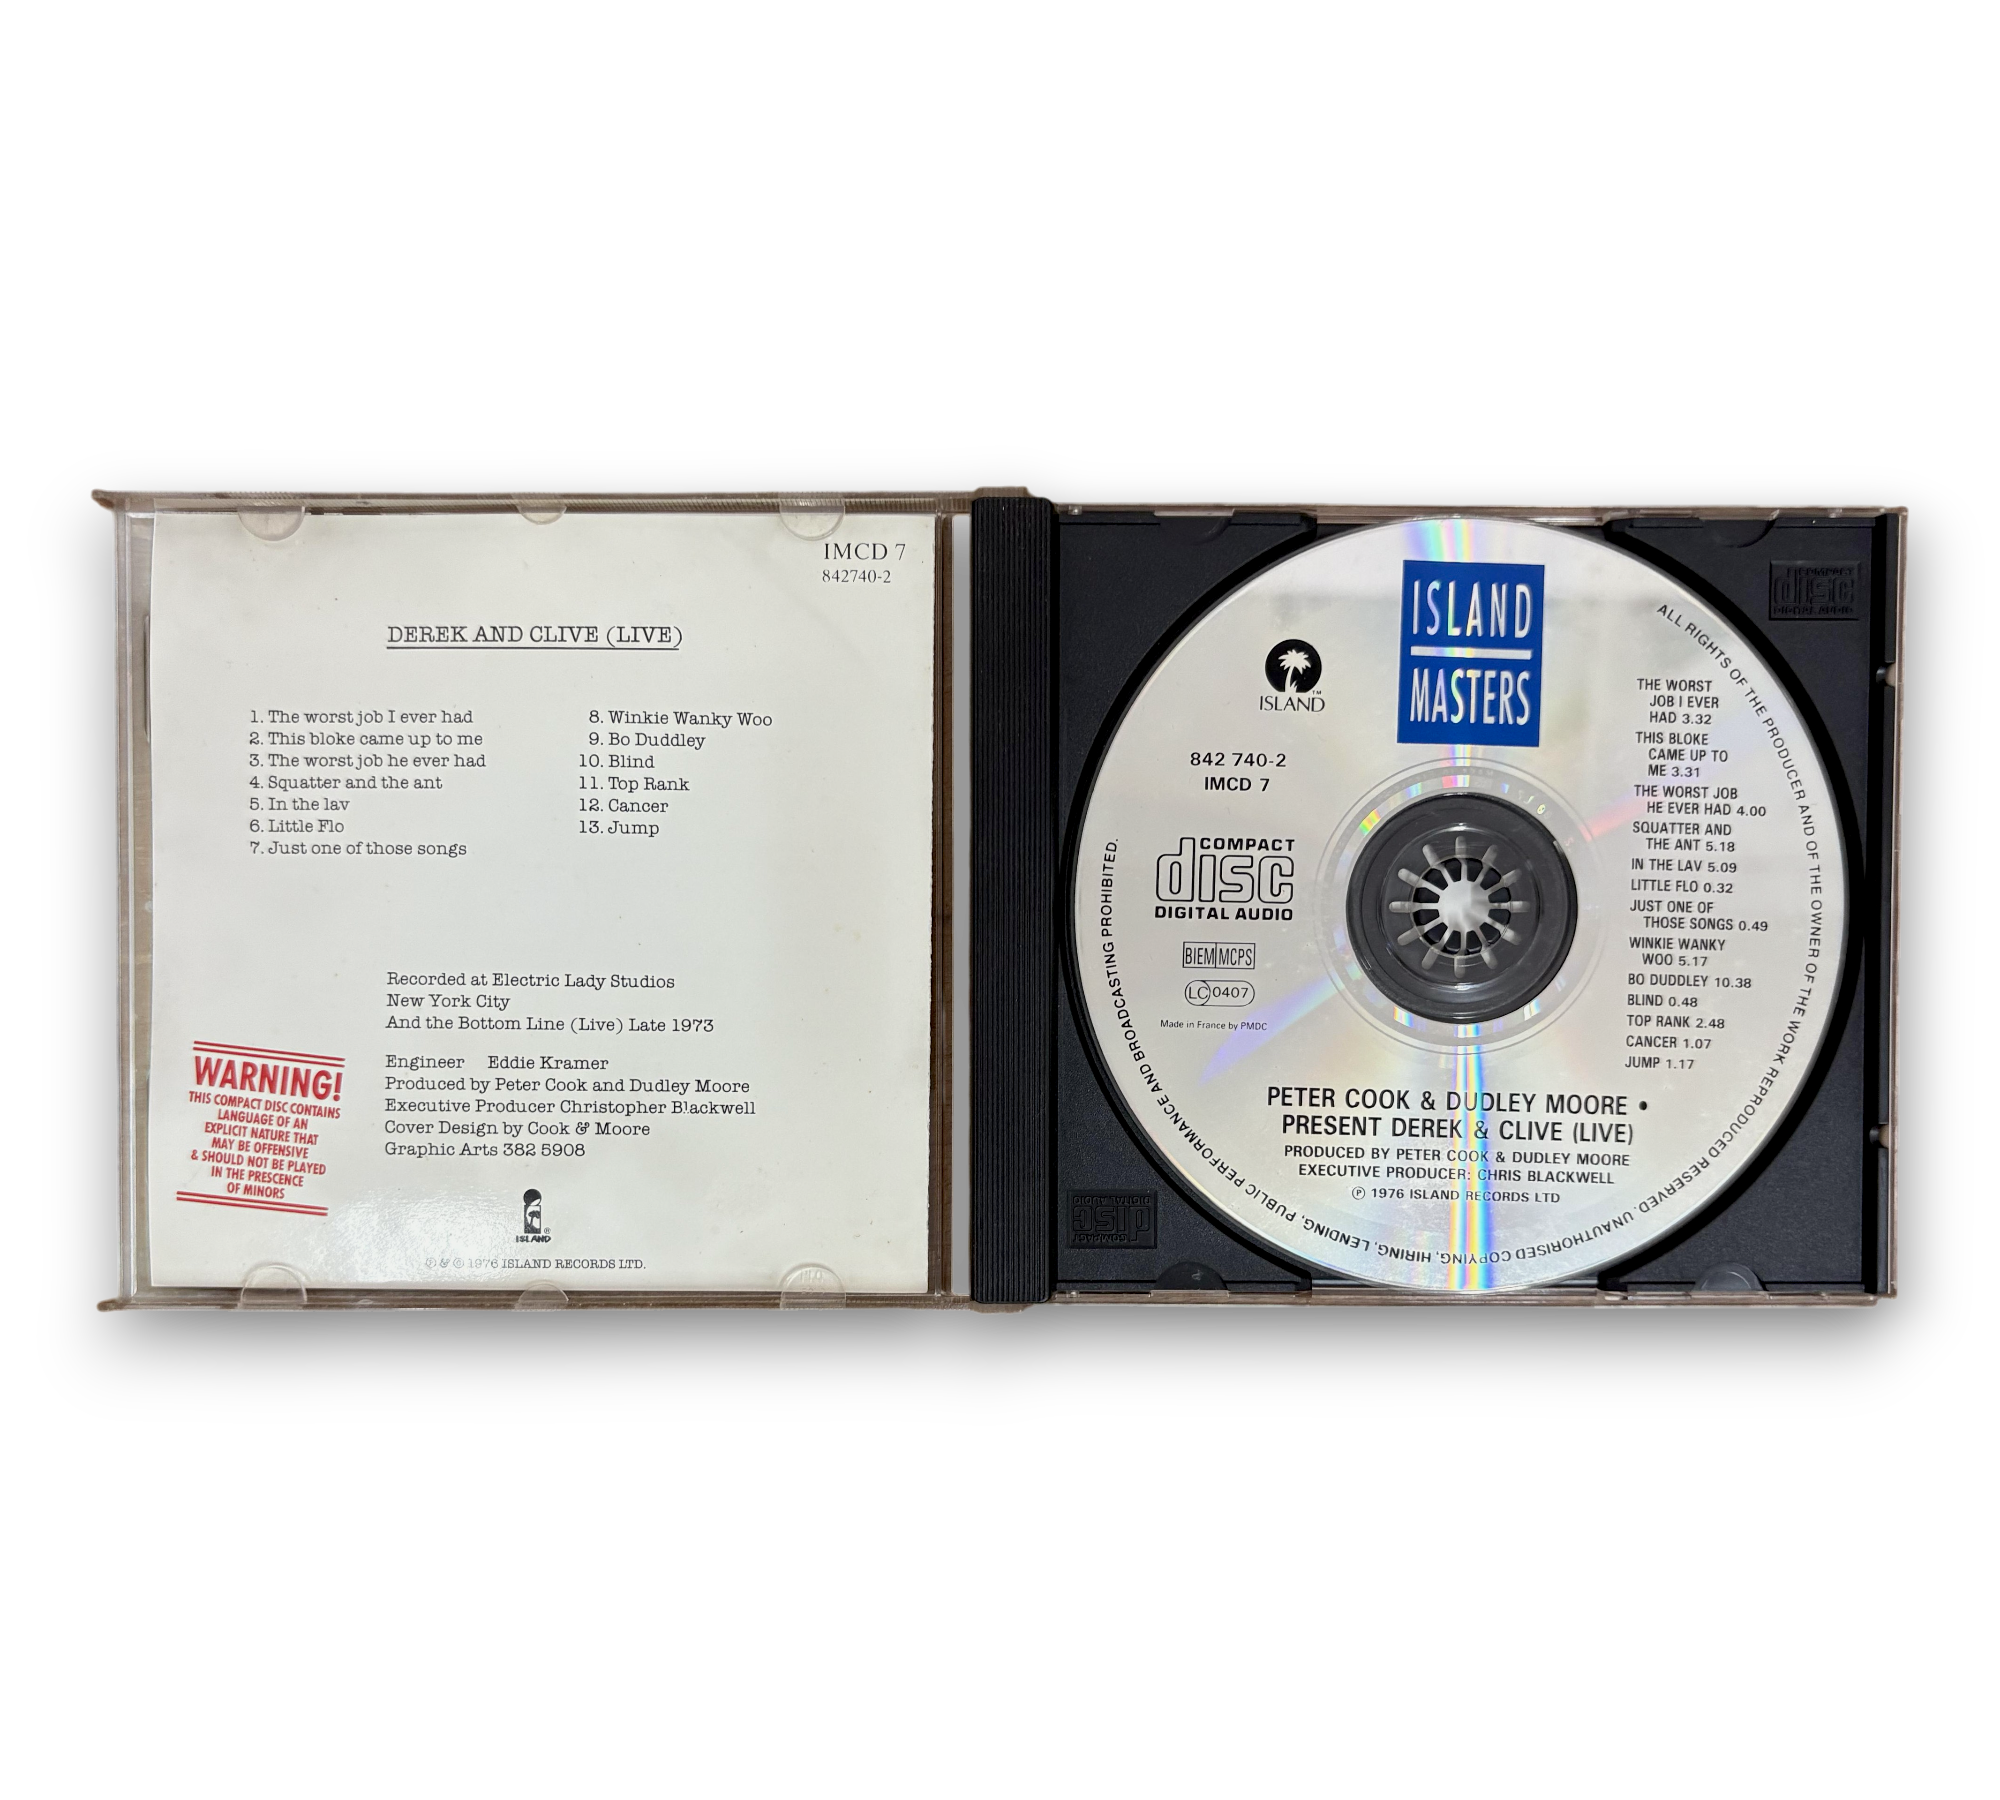 IMCD 7
842740-2
DEREK AND CLIVE (LIVE)
1. The worst job I ever had
2. This bloke came up to me
3. The worst job he ever had
4. Squatter and the ant
5. In the lav
6. Little Flo
7. Just one of those songs
8. Winkie Wanky Woo
9. Bo Duddley
10. Blind
11. Top Rank
12. Cancer
13. Jump
Recorded at Electric Lady Studios
New York City
And the Bottom Line (Live) Late 1973
Engineer Eddie Kramer
Produced by Peter Cook and Dudley Moore
Executive Producer Christopher Blackwell
Cover Design by Cook & Moore
Graphic Arts 382 5908
WARNING!
THIS COMPACT DISC CONTAINS
LANGUAGE OF AN
EXPLICIT NATURE THAT
MAY BE OFFENSIVE
& SHOULD NOT BE PLAYED
IN THE PRESCENCE
OF MINORS
ISLAND ®
℗ & © 1976 ISLAND RECORDS LTD.
ISLAND
MASTERS
ISLAND ™
842 740-2
IMCD 7
COMPACT
disc
DIGITAL AUDIO
BIEM MCPS
LC 0407
Made in France by PMDC
THE WORST
JOB I EVER
HAD 3.32
THIS BLOKE
CAME UP TO
ME 3.31
THE WORST JOB
HE EVER HAD 4.00
SQUATTER AND
THE ANT 5.18
IN THE LAV 5.09
LITTLE FLO 0.32
JUST ONE OF
THOSE SONGS 0.49
WINKIE WANKY
WOO 5.17
BO DUDDLEY 10.38
BLIND 0.48
TOP RANK 2.48
CANCER 1.07
JUMP 1.17
PETER COOK & DUDLEY MOORE •
PRESENT DEREK & CLIVE (LIVE)
PRODUCED BY PETER COOK & DUDLEY MOORE
EXECUTIVE PRODUCER: CHRIS BLACKWELL
℗ 1976 ISLAND RECORDS LTD
ALL RIGHTS OF THE PRODUCER AND OF THE OWNER OF THE WORK REPRODUCED RESERVED. UNAUTHORISED COPYING, HIRING, LENDING, PUBLIC PERFORMANCE AND BROADCASTING PROHIBITED.
COMPACT
disc
DIGITAL AUDIO
COMPACT
disc
DIGITAL AUDIO